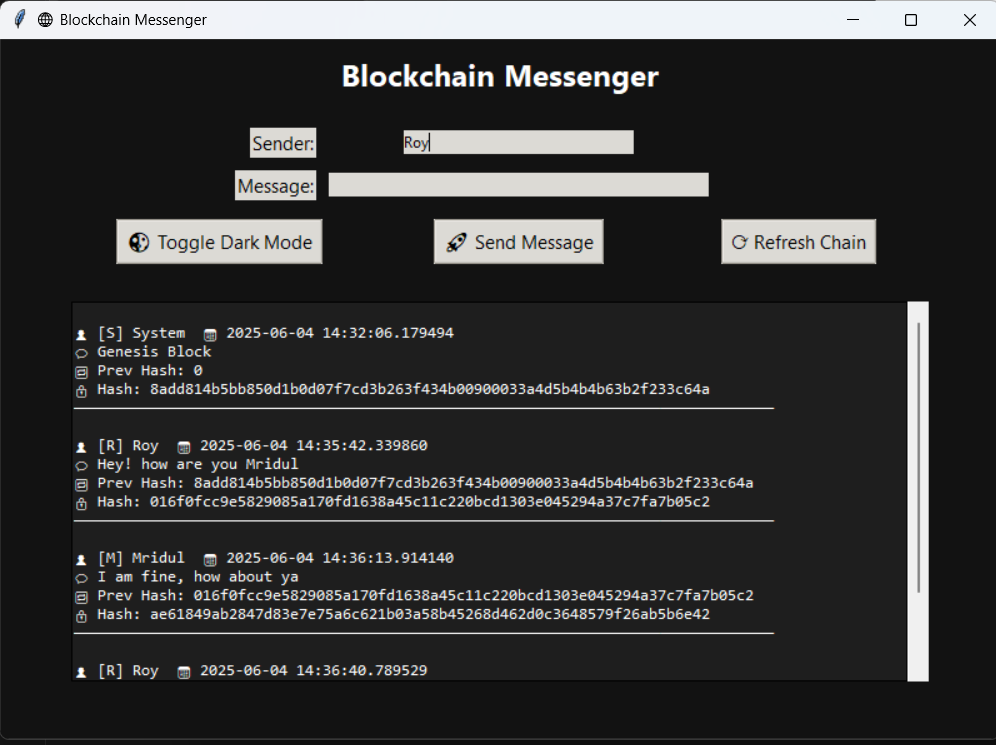 Blockchain Messenger
Blockchain Messenger
Sender: Roy
Message:
Toggle Dark Mode
Send Message
Refresh Chain
[S] System 2025-06-04 14:32:06.179494
Genesis Block
Prev Hash: 0
Hash: 8add814b5bb850d1b0d07f7cd3b263f434b00900033a4d5b4b4b63b2f233c64a
[R] Roy 2025-06-04 14:35:42.339860
Hey! how are you Mridul
Prev Hash: 8add814b5bb850d1b0d07f7cd3b263f434b00900033a4d5b4b4b63b2f233c64a
Hash: 016f0fcc9e5829085a170fd1638a45c11c220bcd1303e045294a37c7fa7b05c2
[M] Mridul 2025-06-04 14:36:13.914140
I am fine, how about ya
Prev Hash: 016f0fcc9e5829085a170fd1638a45c11c220bcd1303e045294a37c7fa7b05c2
Hash: ae61849ab2847d83e7e75a6c621b03a58b45268d462d0c3648579f26ab5b6e42
[R] Roy 2025-06-04 14:36:40.789529